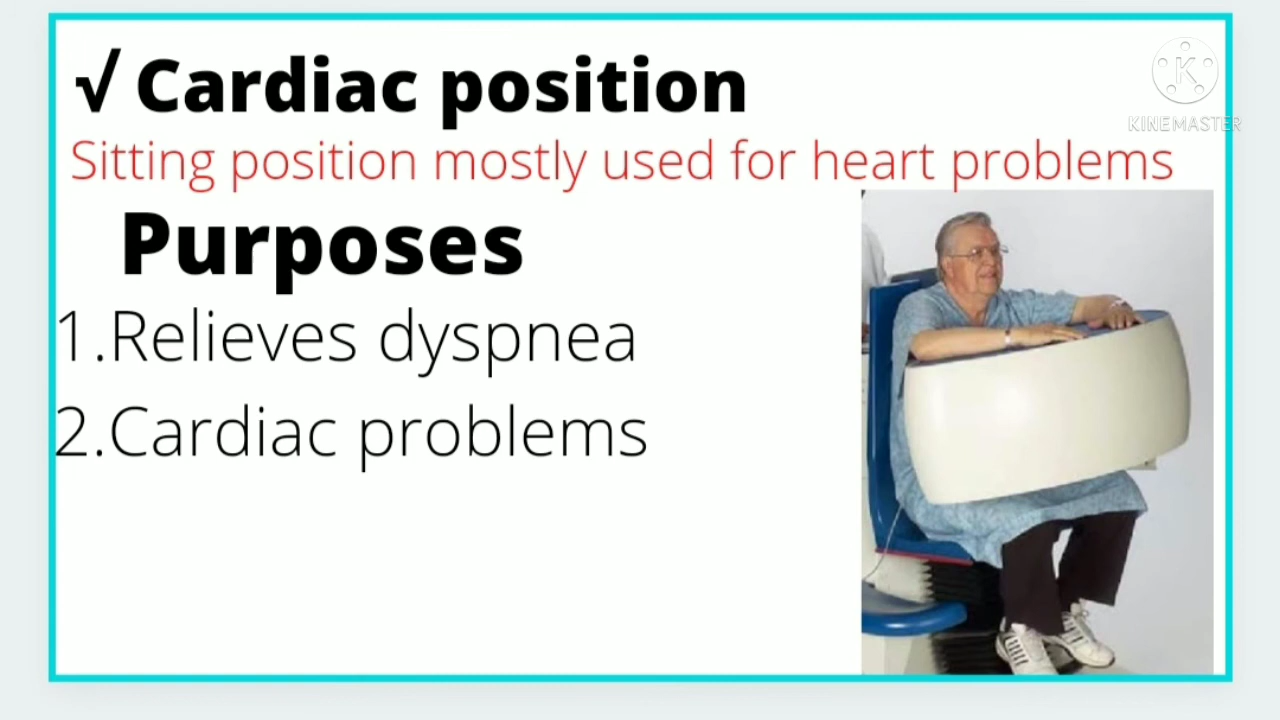 √ Cardiac position
KINEMASTER
Sitting position mostly used for heart problems
Purposes
1.Relieves dyspnea
2.Cardiac problems